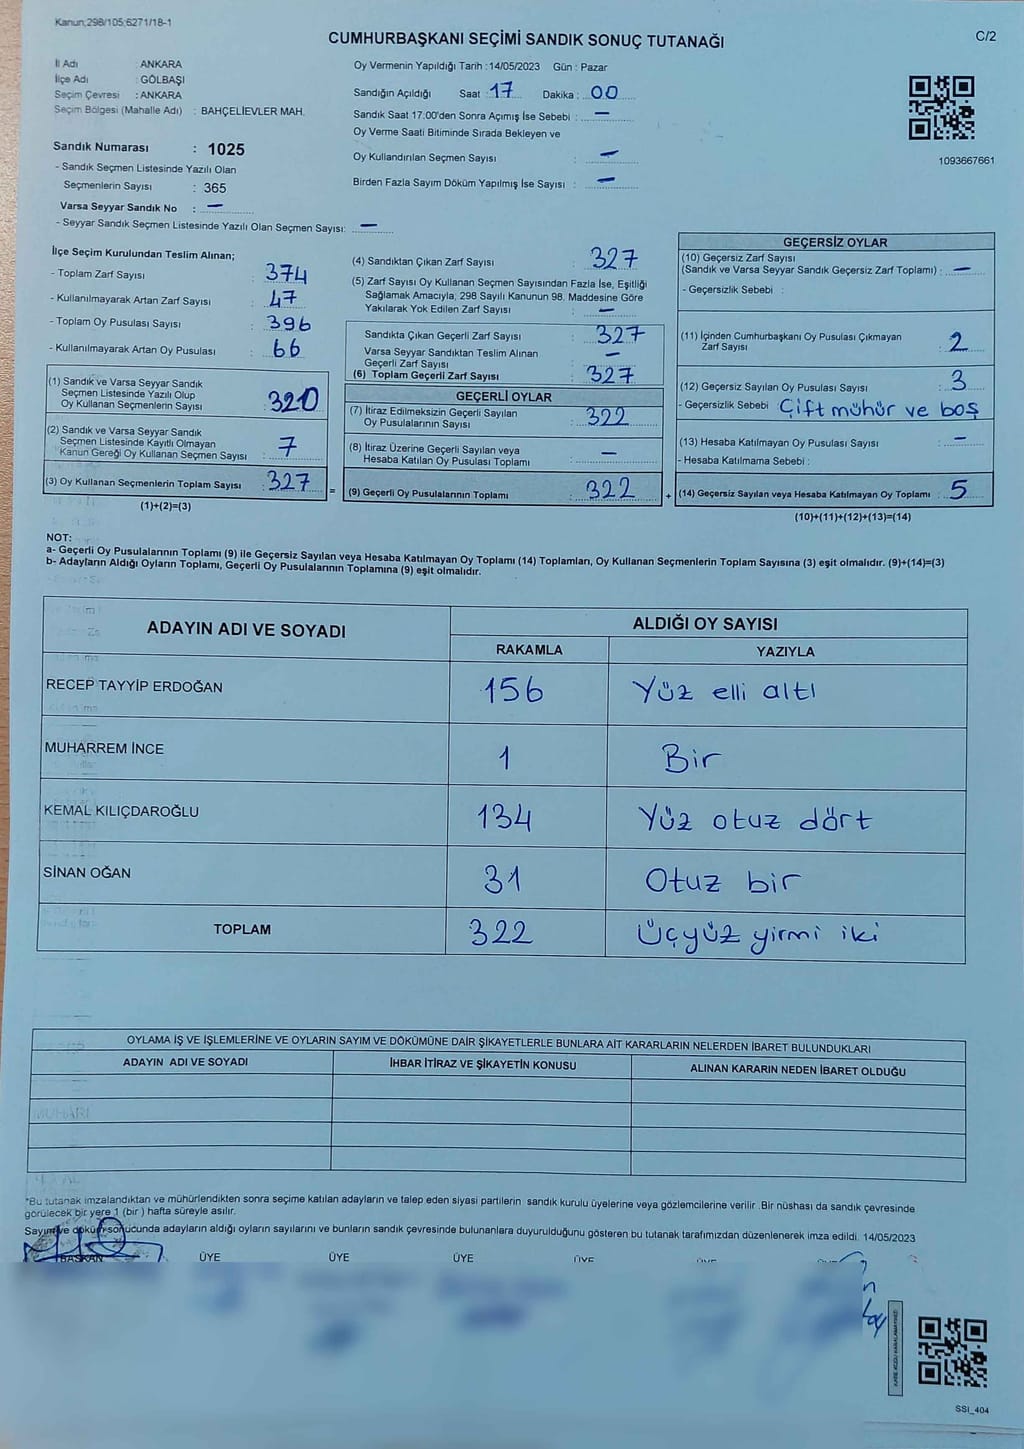 Kanun;298/105;6271/18-1
C/2
CUMHURBAŞKANI SEÇİMİ SANDIK SONUÇ TUTANAĞI
İl Adı : ANKARA
İlçe Adı : GÖLBAŞI
Seçim Çevresi : ANKARA
Seçim Bölgesi (Mahalle Adı) : BAHÇELİEVLER MAH.
Sandık Numarası : 1025
- Sandık Seçmen Listesinde Yazılı Olan
Seçmenlerin Sayısı : 365
Varsa Seyyar Sandık No : —
- Seyyar Sandık Seçmen Listesinde Yazılı Olan Seçmen Sayısı: —
Oy Vermenin Yapıldığı Tarih : 14/05/2023 Gün : Pazar
Sandığın Açıldığı Saat : 17 Dakika : 00
Sandık Saat 17:00'den Sonra Açımış İse Sebebi : —
Oy Verme Saati Bitiminde Sırada Bekleyen ve
Oy Kullandırılan Seçmen Sayısı : —
Birden Fazla Sayım Döküm Yapılmış İse Sayısı : —
1093667661
İlçe Seçim Kurulundan Teslim Alınan;
- Toplam Zarf Sayısı : 374
- Kullanılmayarak Artan Zarf Sayısı : 47
- Toplam Oy Pusulası Sayısı : 396
- Kullanılmayarak Artan Oy Pusulası : 66
(1) Sandık ve Varsa Seyyar Sandık
Seçmen Listesinde Yazılı Olup
Oy Kullanan Seçmenlerin Sayısı : 320
(2) Sandık ve Varsa Seyyar Sandık
Seçmen Listesinde Kayıtlı Olmayan
Kanun Gereği Oy Kullanan Seçmen Sayısı : 7
(3) Oy Kullanan Seçmenlerin Toplam Sayısı : 327
(1)+(2)=(3)
=
(4) Sandıktan Çıkan Zarf Sayısı : 327
(5) Zarf Sayısı Oy Kullanan Seçmen Sayısından Fazla İse, Eşitliği
Sağlamak Amacıyla; 298 Sayılı Kanunun 98. Maddesine Göre
Yakılarak Yok Edilen Zarf Sayısı : —
Sandıkta Çıkan Geçerli Zarf Sayısı : 327
Varsa Seyyar Sandıktan Teslim Alınan
Geçerli Zarf Sayısı : —
(6) Toplam Geçerli Zarf Sayısı : 327
GEÇERLİ OYLAR
(7) İtiraz Edilmeksizin Geçerli Sayılan
Oy Pusulalarının Sayısı : 322
(8) İtiraz Üzerine Geçerli Sayılan veya
Hesaba Katılan Oy Pusulası Toplamı : —
(9) Geçerli Oy Pusulalarının Toplamı : 322
+
GEÇERSİZ OYLAR
(10) Geçersiz Zarf Sayısı
(Sandık ve Varsa Seyyar Sandık Geçersiz Zarf Toplamı) : —
- Geçersizlik Sebebi :
(11) İçinden Cumhurbaşkanı Oy Pusulası Çıkmayan
Zarf Sayısı : 2
(12) Geçersiz Sayılan Oy Pusulası Sayısı : 3
- Geçersizlik Sebebi : Çift mühür ve boş
(13) Hesaba Katılmayan Oy Pusulası Sayısı : —
- Hesaba Katılmama Sebebi :
(14) Geçersiz Sayılan veya Hesaba Katılmayan Oy Toplamı : 5
(10)+(11)+(12)+(13)=(14)
NOT:
a- Geçerli Oy Pusulalarının Toplamı (9) ile Geçersiz Sayılan veya Hesaba Katılmayan Oy Toplamı (14) Toplamları, Oy Kullanan Seçmenlerin Toplam Sayısına (3) eşit olmalıdır. (9)+(14)=(3)
b- Adayların Aldığı Oyların Toplamı, Geçerli Oy Pusulalarının Toplamına (9) eşit olmalıdır.
ADAYIN ADI VE SOYADI
ALDIĞI OY SAYISI
RAKAMLA YAZIYLA
RECEP TAYYİP ERDOĞAN 156 Yüz elli altı
MUHARREM İNCE 1 Bir
KEMAL KILIÇDAROĞLU 134 Yüz otuz dört
SİNAN OĞAN 31 Otuz bir
TOPLAM 322 Üçyüz yirmi iki
OYLAMA İŞ VE İŞLEMLERİNE VE OYLARIN SAYIM VE DÖKÜMÜNE DAİR ŞİKAYETLERLE BUNLARA AİT KARARLARIN NELERDEN İBARET BULUNDUKLARI
ADAYIN ADI VE SOYADI İHBAR İTİRAZ VE ŞİKAYETİN KONUSU ALINAN KARARIN NEDEN İBARET OLDUĞU
*Bu tutanak imzalandıktan ve mühürlendikten sonra seçime katılan adayların ve talep eden siyasi partilerin sandık kurulu üyelerine veya gözlemcilerine verilir. Bir nüshası da sandık çevresinde
görülecek bir yere 1 (bir ) hafta süreyle asılır.
Sayım ve döküm sonucunda adayların aldığı oyların sayılarını ve bunların sandık çevresinde bulunanlara duyurulduğunu gösteren bu tutanak tarafımızdan düzenlenerek imza edildi. 14/05/2023
BAŞKAN ÜYE ÜYE ÜYE ÜYE
SSI_404